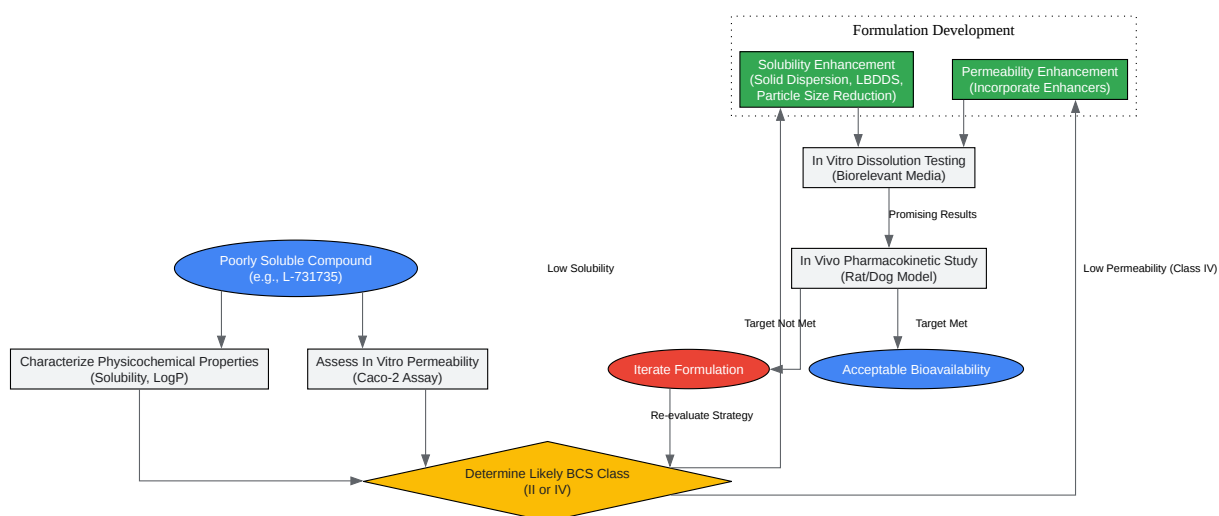 Formulation Development
Solubility Enhancement
(Solid Dispersion, LBDDS,
Particle Size Reduction)
Permeability Enhancement
(Incorporate Enhancers)
In Vitro Dissolution Testing
(Biorelevant Media)
Promising Results
Poorly Soluble Compound
(e.g., L-731735)
Low Solubility
In Vivo Pharmacokinetic Study
(Rat/Dog Model)
Low Permeability (Class IV)
Target Not Met
Target Met
Characterize Physicochemical Properties
(Solubility, LogP)
Assess In Vitro Permeability
(Caco-2 Assay)
Iterate Formulation
Acceptable Bioavailability
Re-evaluate Strategy
Determine Likely BCS Class
(II or IV)